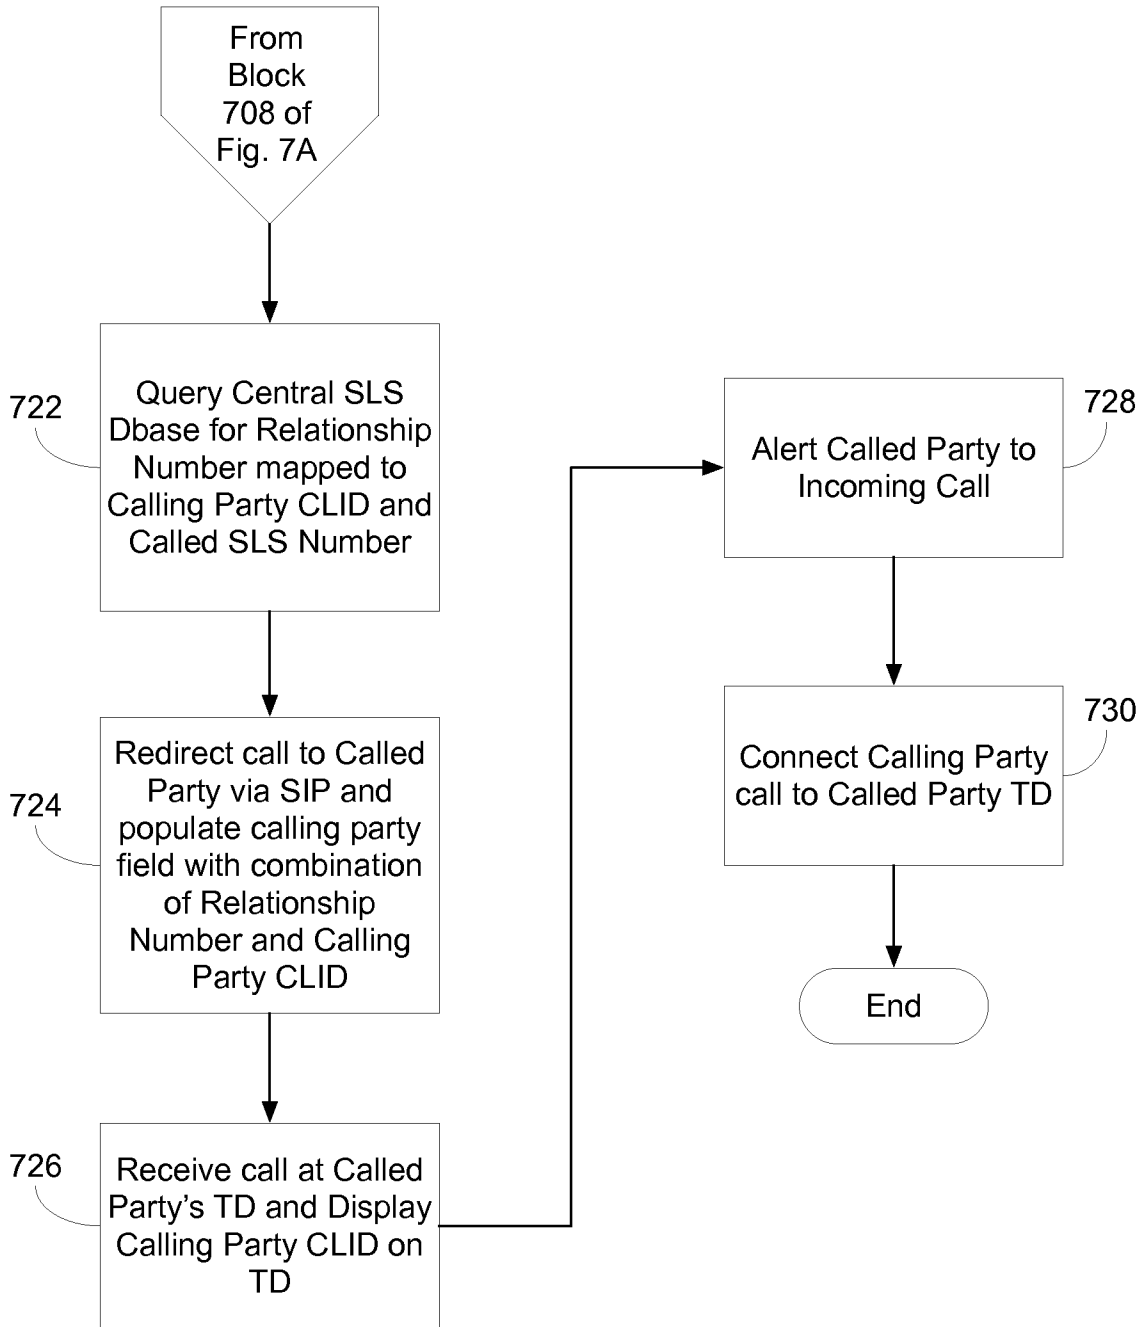 From
Block
708 of
Fig. 7A
722
Query Central SLS
Dbase for Relationship
Number mapped to
Calling Party CLID and
Called SLS Number
724
Redirect call to Called
Party via SIP and
populate calling party
field with combination
of Relationship
Number and Calling
Party CLID
726
Receive call at Called
Party's TD and Display
Calling Party CLID on
TD
728
Alert Called Party to
Incoming Call
730
Connect Calling Party
call to Called Party TD
End